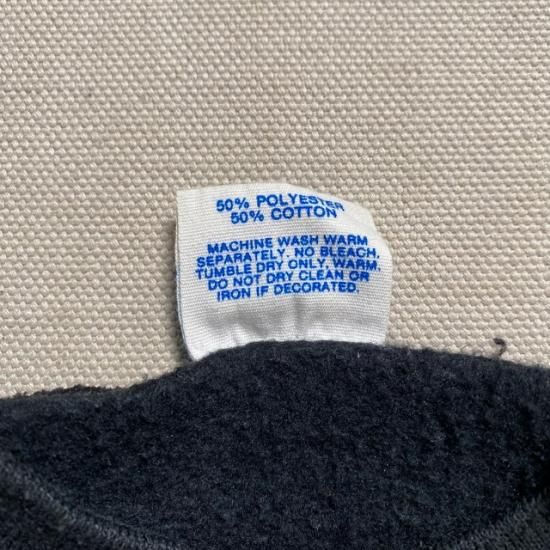 50% POLYESTER
50% COTTON
MACHINE WASH WARM
SEPARATELY. NO BLEACH.
TUMBLE DRY ONLY, WARM.
DO NOT DRY CLEAN OR
IRON IF DECORATED.